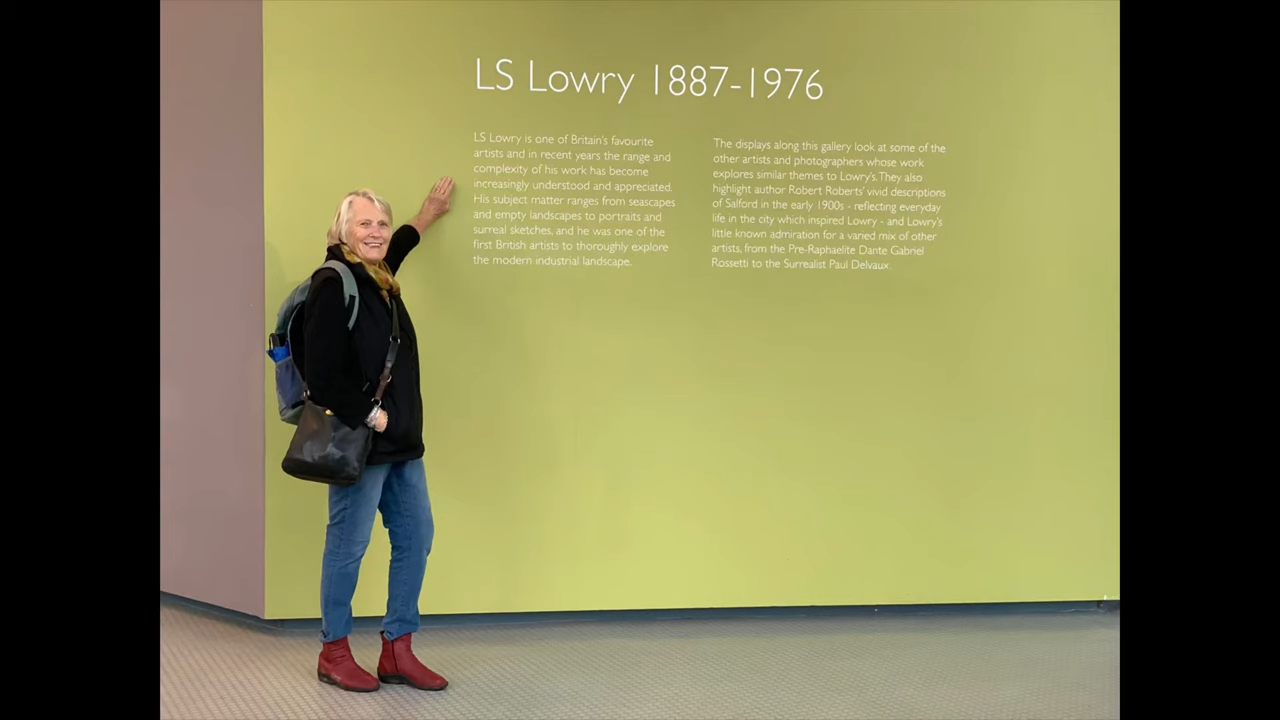 LS Lowry 1887-1976
LS Lowry is one of Britain's favourite
artists and in recent years the range and
complexity of his work has become
increasingly understood and appreciated.
His subject matter ranges from seascapes
and empty landscapes to portraits and
surreal sketches, and he was one of the
first British artists to thoroughly explore
the modern industrial landscape.
The displays along this gallery look at some of the
other artists and photographers whose work
explores similar themes to Lowry's. They also
highlight author Robert Roberts' vivid descriptions
of Salford in the early 1900s - reflecting everyday
life in the city which inspired Lowry - and Lowry's
little known admiration for a varied mix of other
artists, from the Pre-Raphaelite Dante Gabriel
Rossetti to the Surrealist Paul Delvaux.